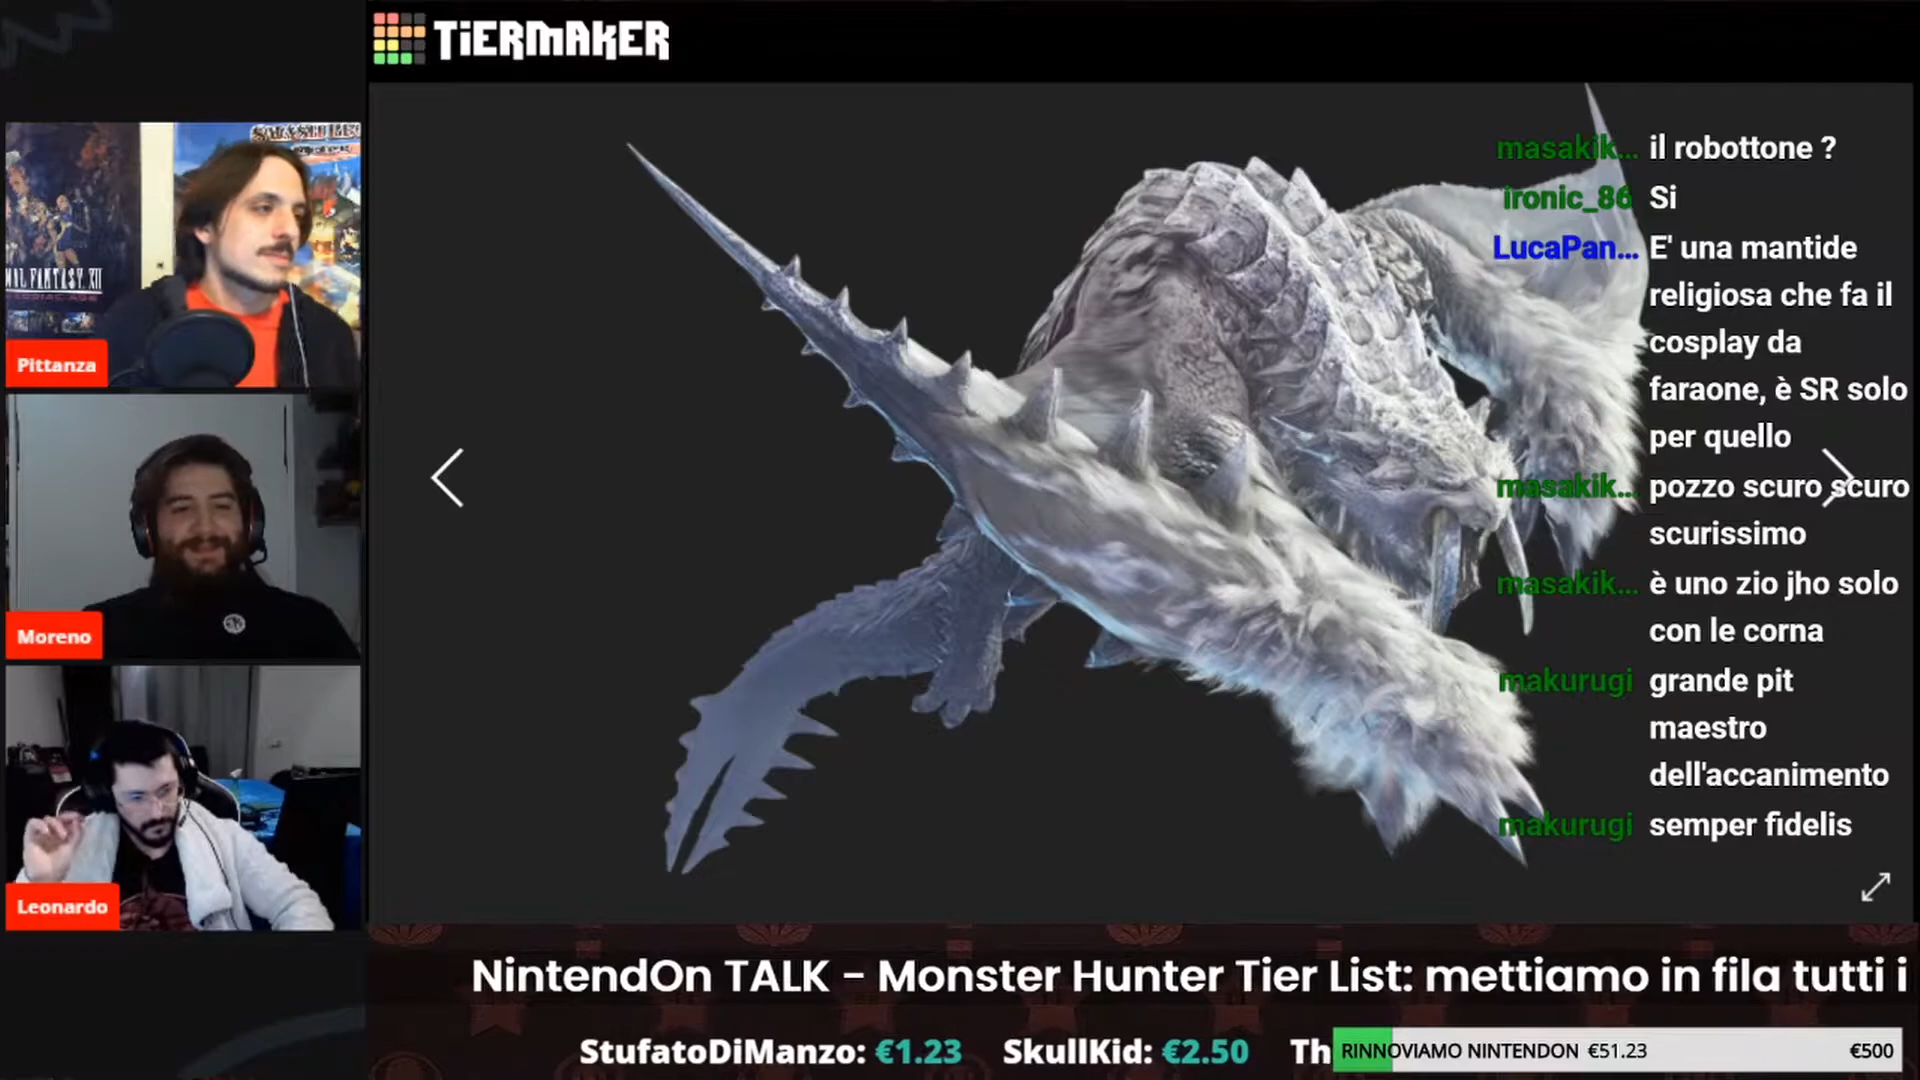 TiERMAKER
masakik... il robottone ?
ironic_86 Si
LucaPan... E' una mantide
religiosa che fa il
cosplay da
faraone, è SR solo
per quello
masakik... pozzo scuro scuro
scurissimo
masakik... è uno zio jho solo
con le corna
makurugi grande pit
maestro
dell'accanimento
makurugi semper fidelis
FINAL FANTASY XII
Pittanza
Moreno
Leonardo
NintendOn TALK - Monster Hunter Tier List: mettiamo in fila tutti i
StufatoDiManzo: €1.23 SkullKid: €2.50 Th
RINNOVIAMO NINTENDON €51.23 €500